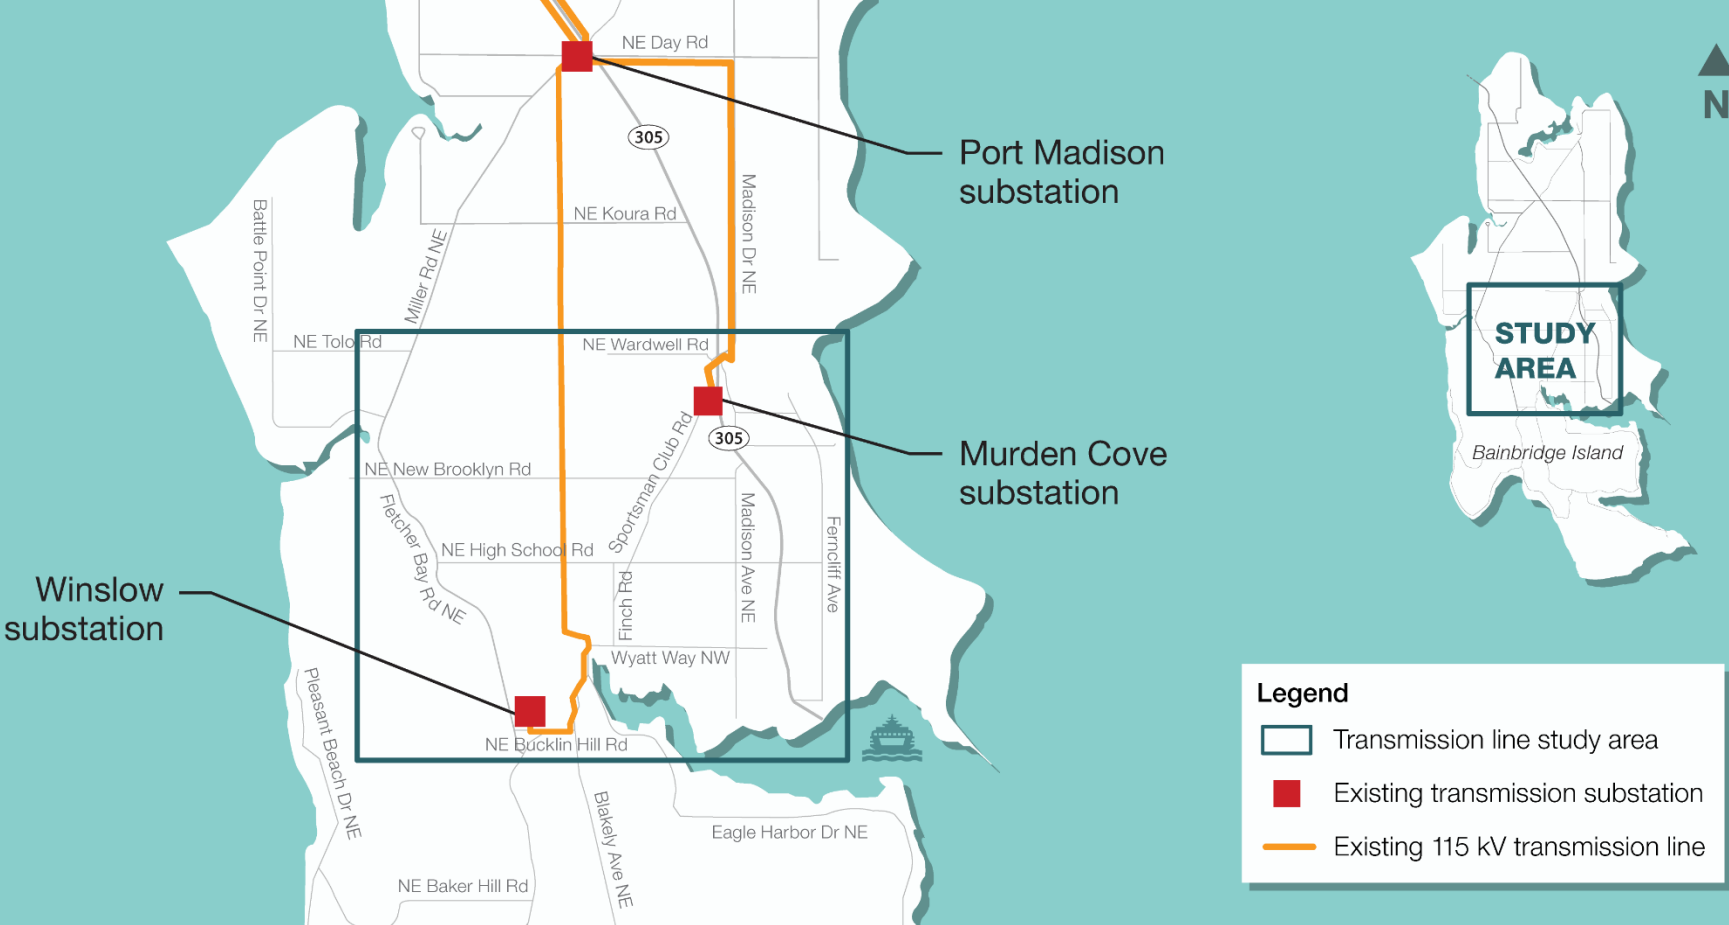 NE Day Rd
305
Port Madison
substation
Madison Dr NE
NE Koura Rd
Battle Point Dr NE
Miller Rd NE
NE Tolo Rd
NE Wardwell Rd
Sportsman Club Rd
305
Murden Cove
substation
NE New Brooklyn Rd
Fletcher Bay Rd NE
NE High School Rd
Madison Ave NE
Ferncliff Ave
Finch Rd
Winslow
substation
Wyatt Way NW
NE Bucklin Hill Rd
Pleasant Beach Dr NE
Blakely Ave NE
Eagle Harbor Dr NE
NE Baker Hill Rd
N
STUDY
AREA
Bainbridge Island
Legend
Transmission line study area
Existing transmission substation
Existing 115 kV transmission line